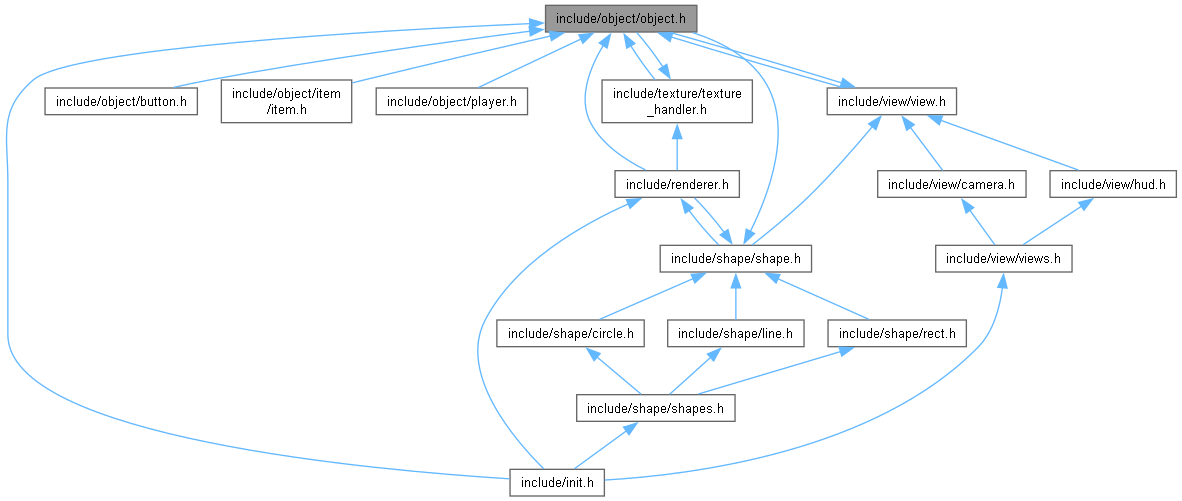 include/object/object.h
include/object/button.h
include/object/item
/item.h
include/object/player.h
include/texture/texture
_handler.h
include/view/view.h
include/renderer.h
include/view/camera.h
include/view/hud.h
include/shape/shape.h
include/view/views.h
include/shape/circle.h
include/shape/line.h
include/shape/rect.h
include/shape/shapes.h
include/init.h